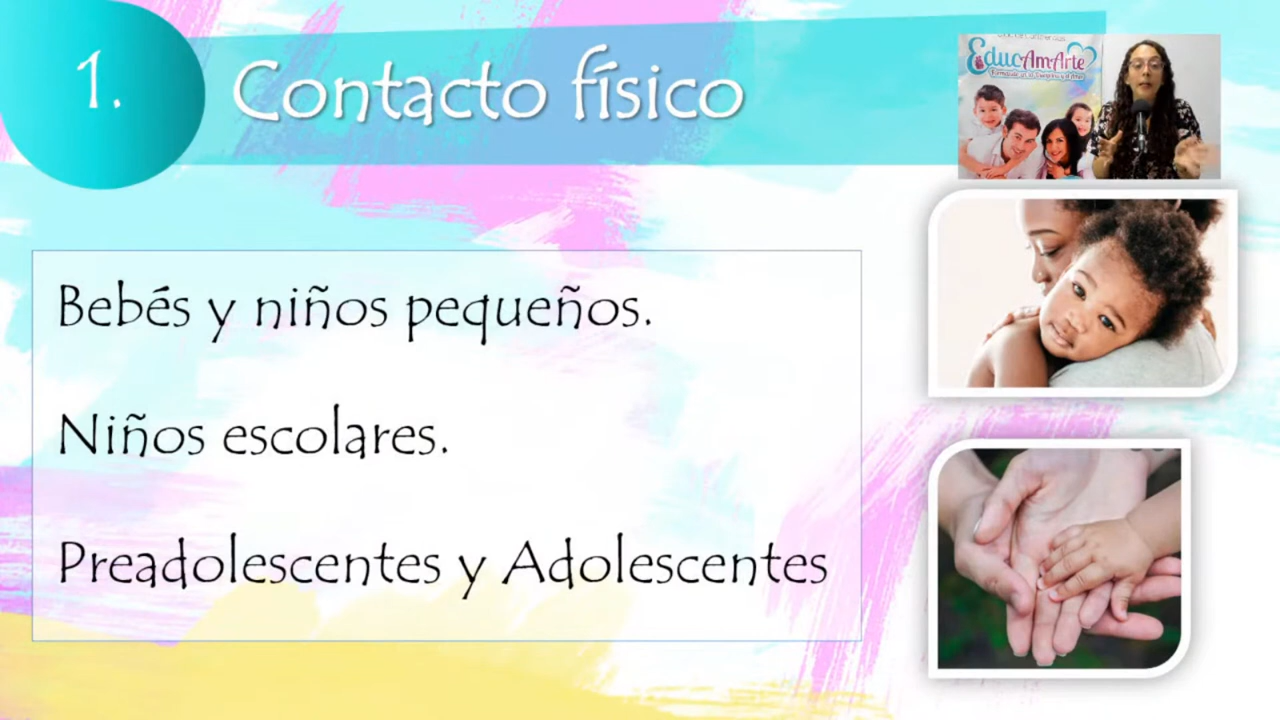 1.
Contacto físico
EducAmArte
Bebés y niños pequeños.
Niños escolares.
Preadolescentes y Adolescentes